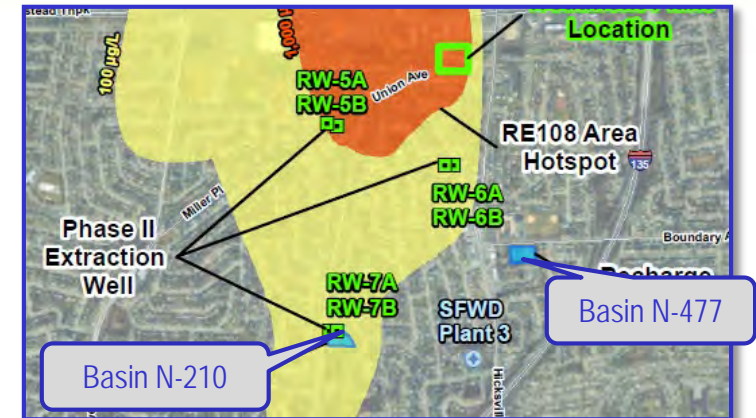 Location
100 µg/L
RW-5A
RW-5B
Union Ave
RE108 Area
Hotspot
135
RW-6A
RW-6B
Miller Pl
Phase II
Extraction
Well
Boundary
RW-7A
RW-7B
SFWD
Plant 3
Basin N-477
Basin N-210
Hicksvill